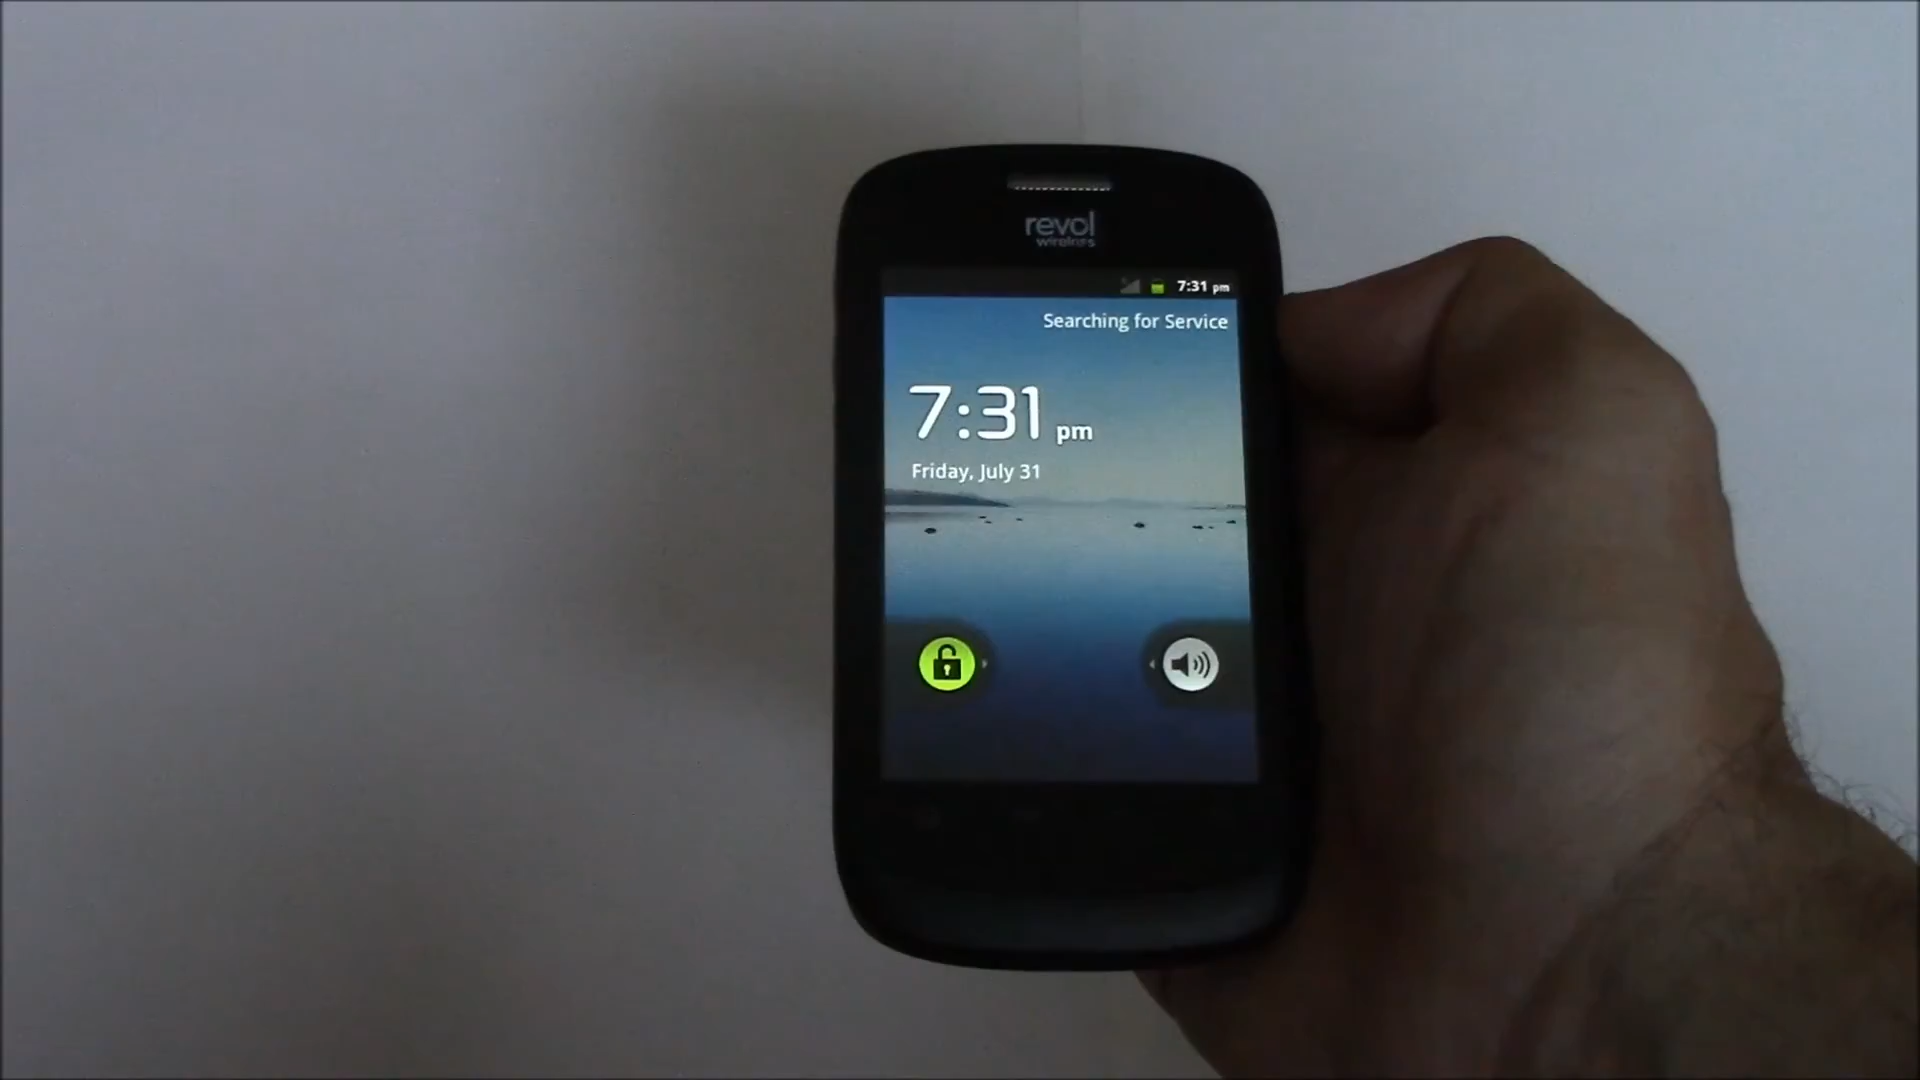 revol
wireless
7:31 pm
Searching for Service
7:31 pm
Friday, July 31